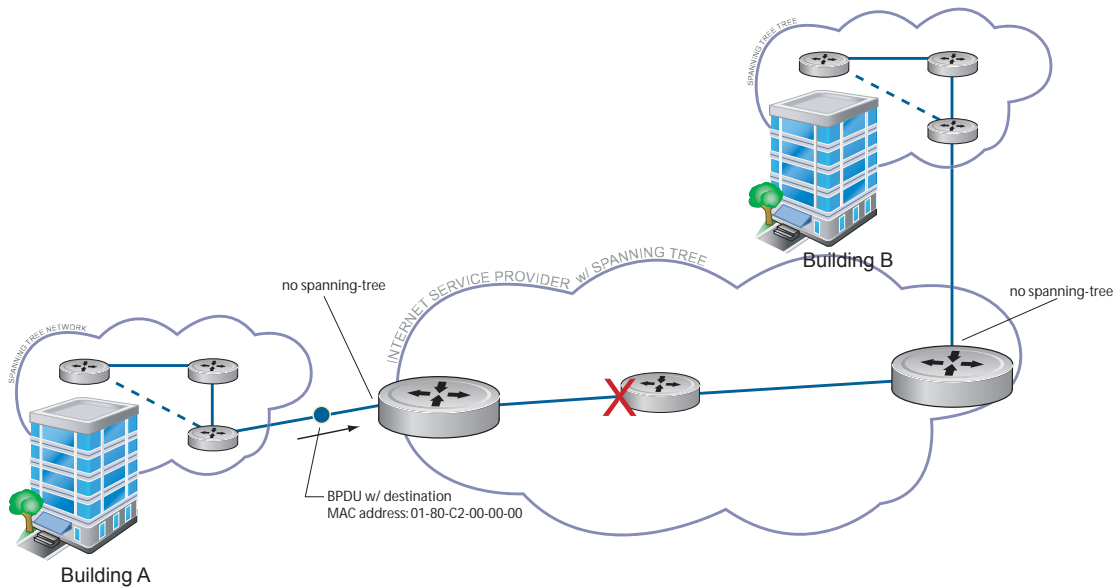 SPANNING TREE TREE
Building B
INTERNET SERVICE PROVIDER w/ SPANNING TREE
no spanning-tree
no spanning-tree
SPANNING TREE NETWORK
BPDU w/ destination
MAC address: 01-80-C2-00-00-00
Building A